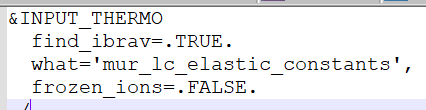 &INPUT_THERMO
find_ibrav=.TRUE.
what='mur_lc_elastic_constants',
frozen_ions=.FALSE.
/